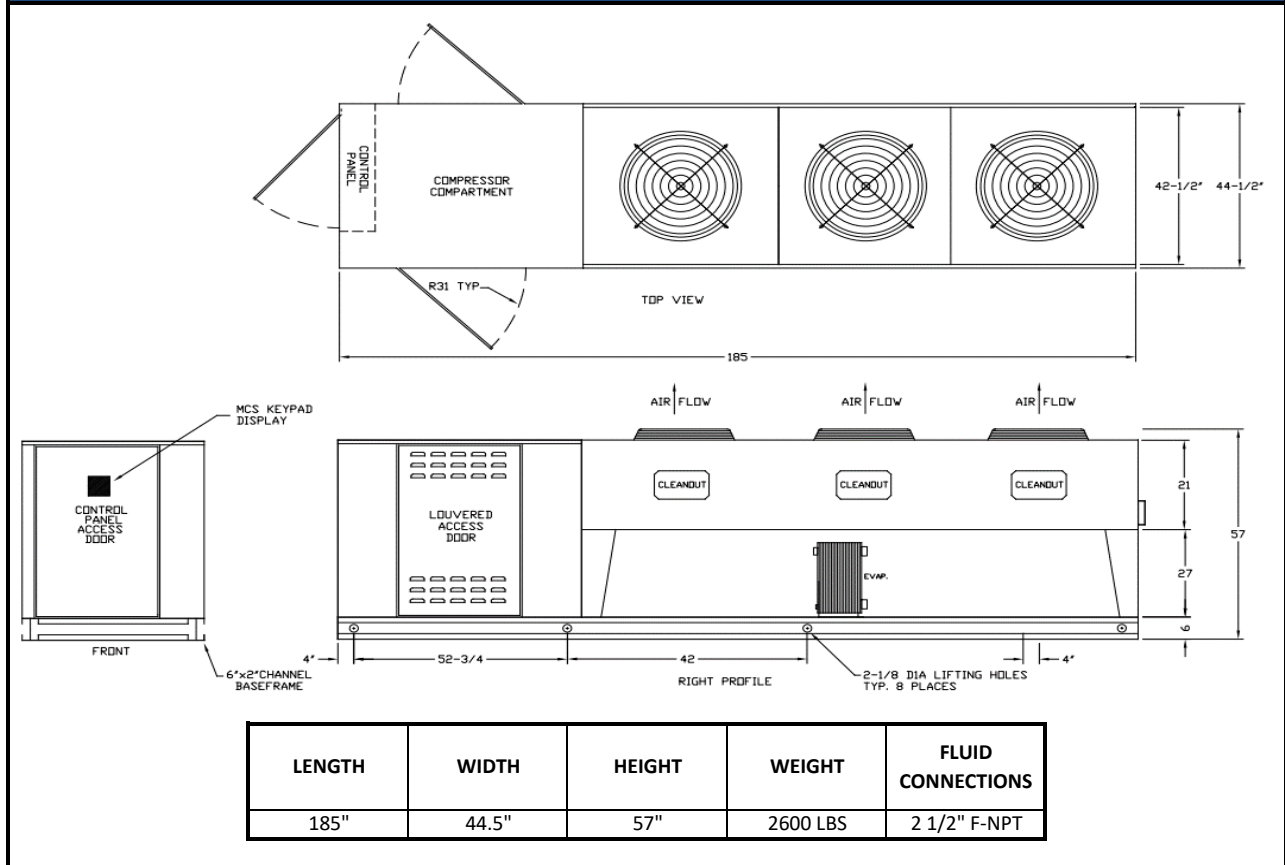 CONTROL
PANEL
COMPRESSOR
COMPARTMENT
42-1/2"
44-1/2"
R31 TYP
TOP VIEW
185
MCS KEYPAD
DISPLAY
AIR FLOW
AIR FLOW
AIR FLOW
CONTROL
PANEL
ACCESS
DOOR
LOUVERED
ACCESS
DOOR
CLEANOUT
CLEANOUT
CLEANOUT
21
57
27
EVAP.
6
FRONT
4"
52-3/4
42
4"
6"x2"CHANNEL
BASEFRAME
RIGHT PROFILE
2-1/8 DIA LIFTING HOLES
TYP. 8 PLACES
LENGTH WIDTH HEIGHT WEIGHT FLUID
CONNECTIONS
185" 44.5" 57" 2600 LBS 2 1/2" F-NPT